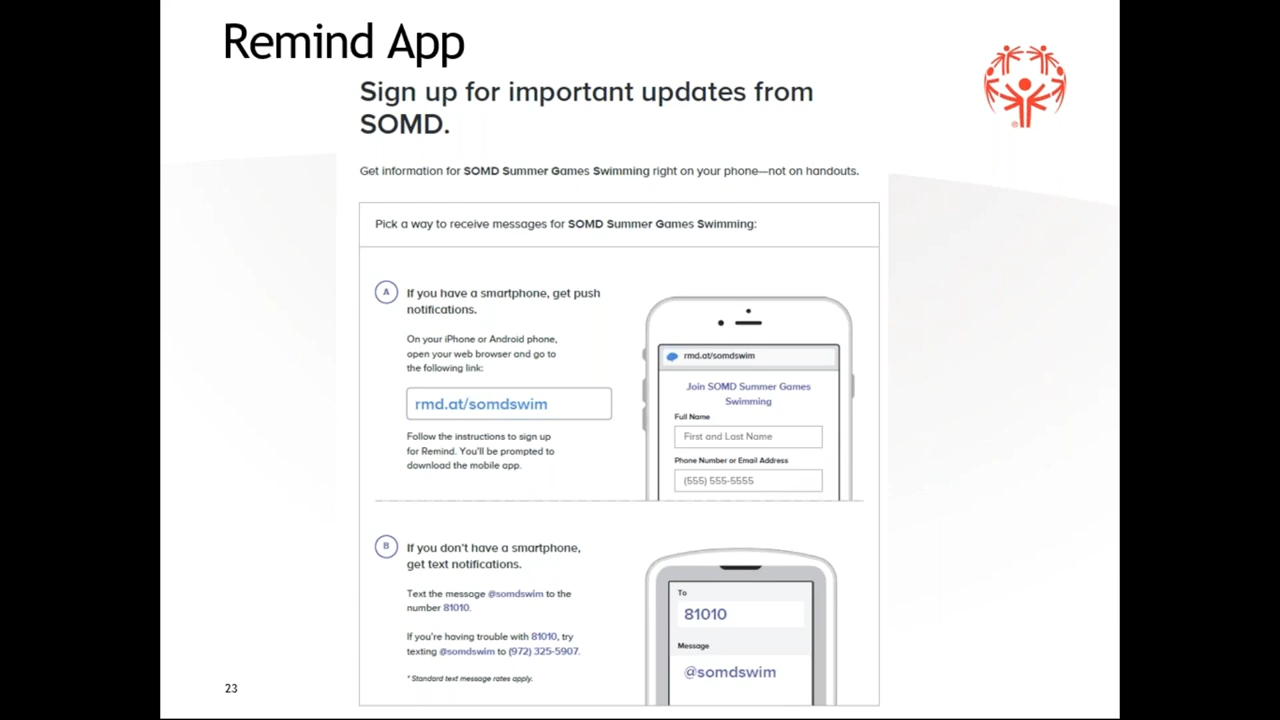 Remind App
Sign up for important updates from
SOMD.
Get information for SOMD Summer Games Swimming right on your phone—not on handouts.
Pick a way to receive messages for SOMD Summer Games Swimming:
A
If you have a smartphone, get push
notifications.
On your iPhone or Android phone,
open your web browser and go to
the following link:
rmd.at/somdswim
Follow the instructions to sign up
for Remind. You'll be prompted to
download the mobile app.
rmd.at/somdswim
Join SOMD Summer Games
Swimming
Full Name
First and Last Name
Phone Number or Email Address
(555) 555-5555
B
If you don't have a smartphone,
get text notifications.
Text the message @somdswim to the
number 81010.
If you're having trouble with 81010, try
texting @somdswim to (972) 325-5907.
* Standard text message rates apply.
To
81010
Message
@somdswim
23
®